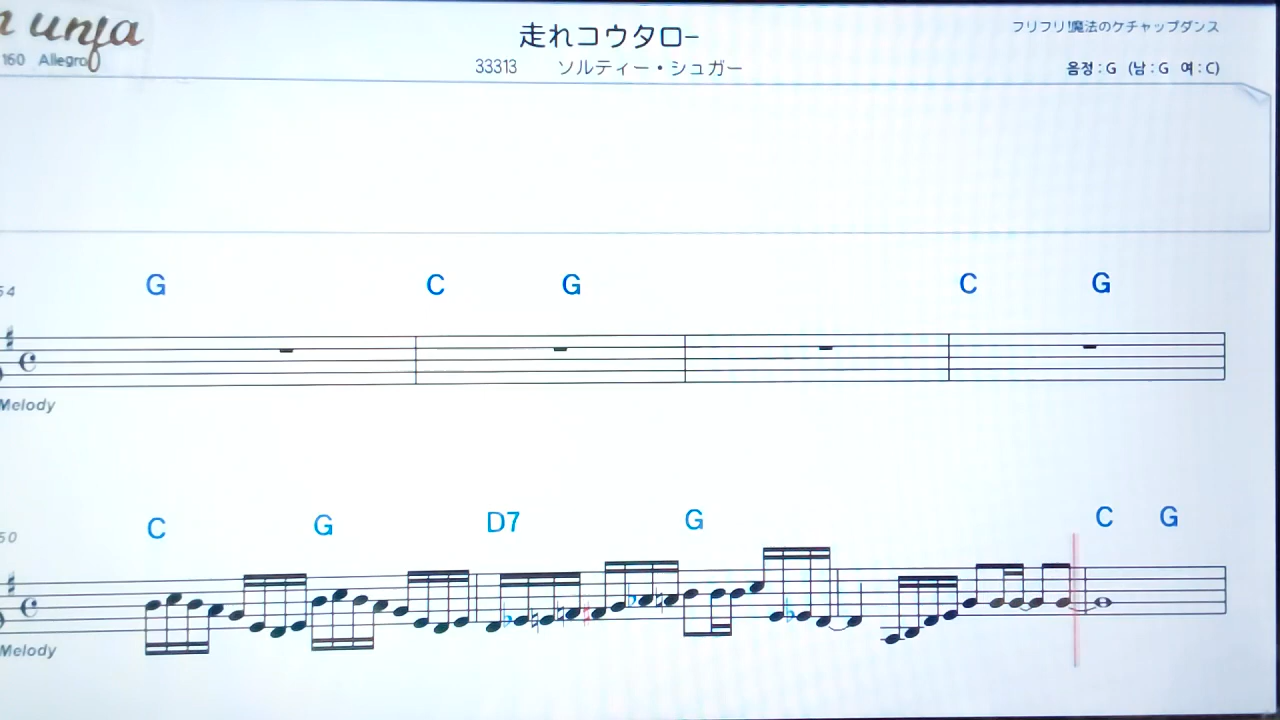 走れコウタロー
フリフリ!魔法のケチャップダンス
160 Allegro
33313 ソルティー・シュガー
음정 : G (남 : G 여 : C)
G C G C G
54
Melody
C G D7 G C G
50
Melody